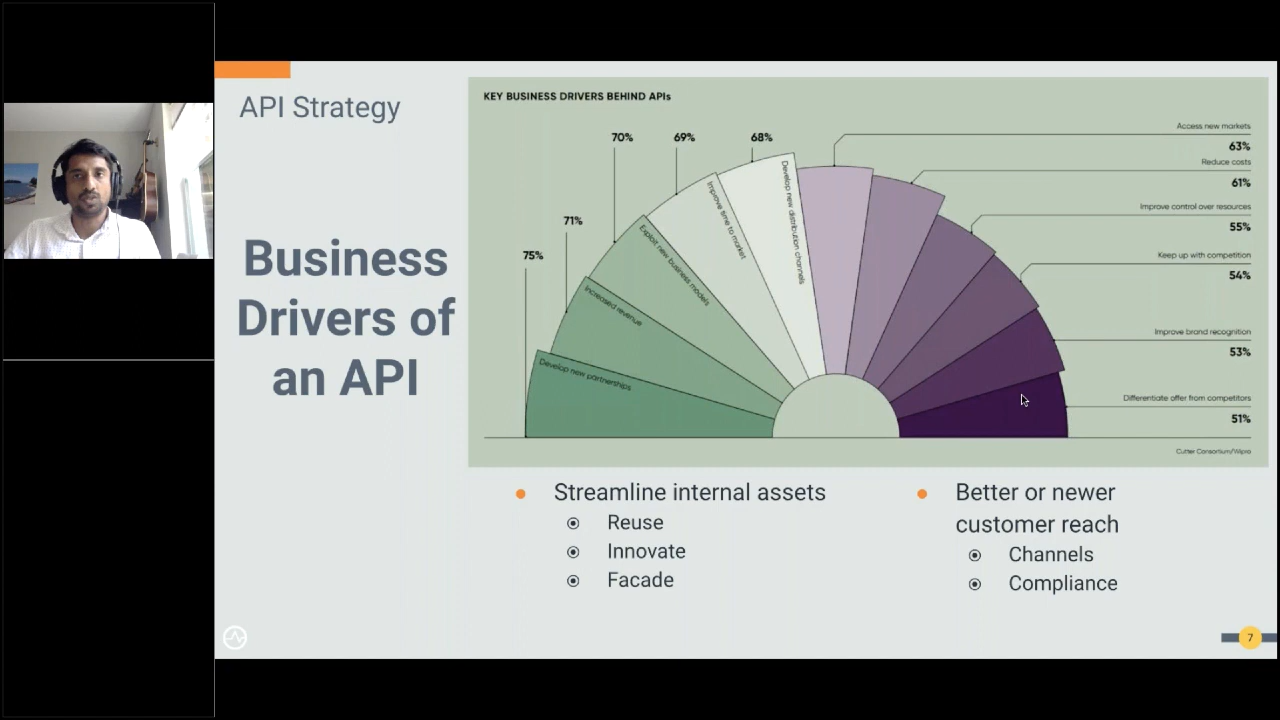 API Strategy
Business
Drivers of
an API
KEY BUSINESS DRIVERS BEHIND APIs
75%
71%
70%
69%
68%
Develop new partnerships
Increased revenue
Exploit new business models
Improve time to market
Develop new distribution channels
Access new markets
63%
Reduce costs
61%
Improve control over resources
55%
Keep up with competition
54%
Improve brand recognition
53%
Differentiate offer from competitors
51%
Cutter Consortium/Wipro
Streamline internal assets
Reuse
Innovate
Facade
Better or newer
customer reach
Channels
Compliance
7